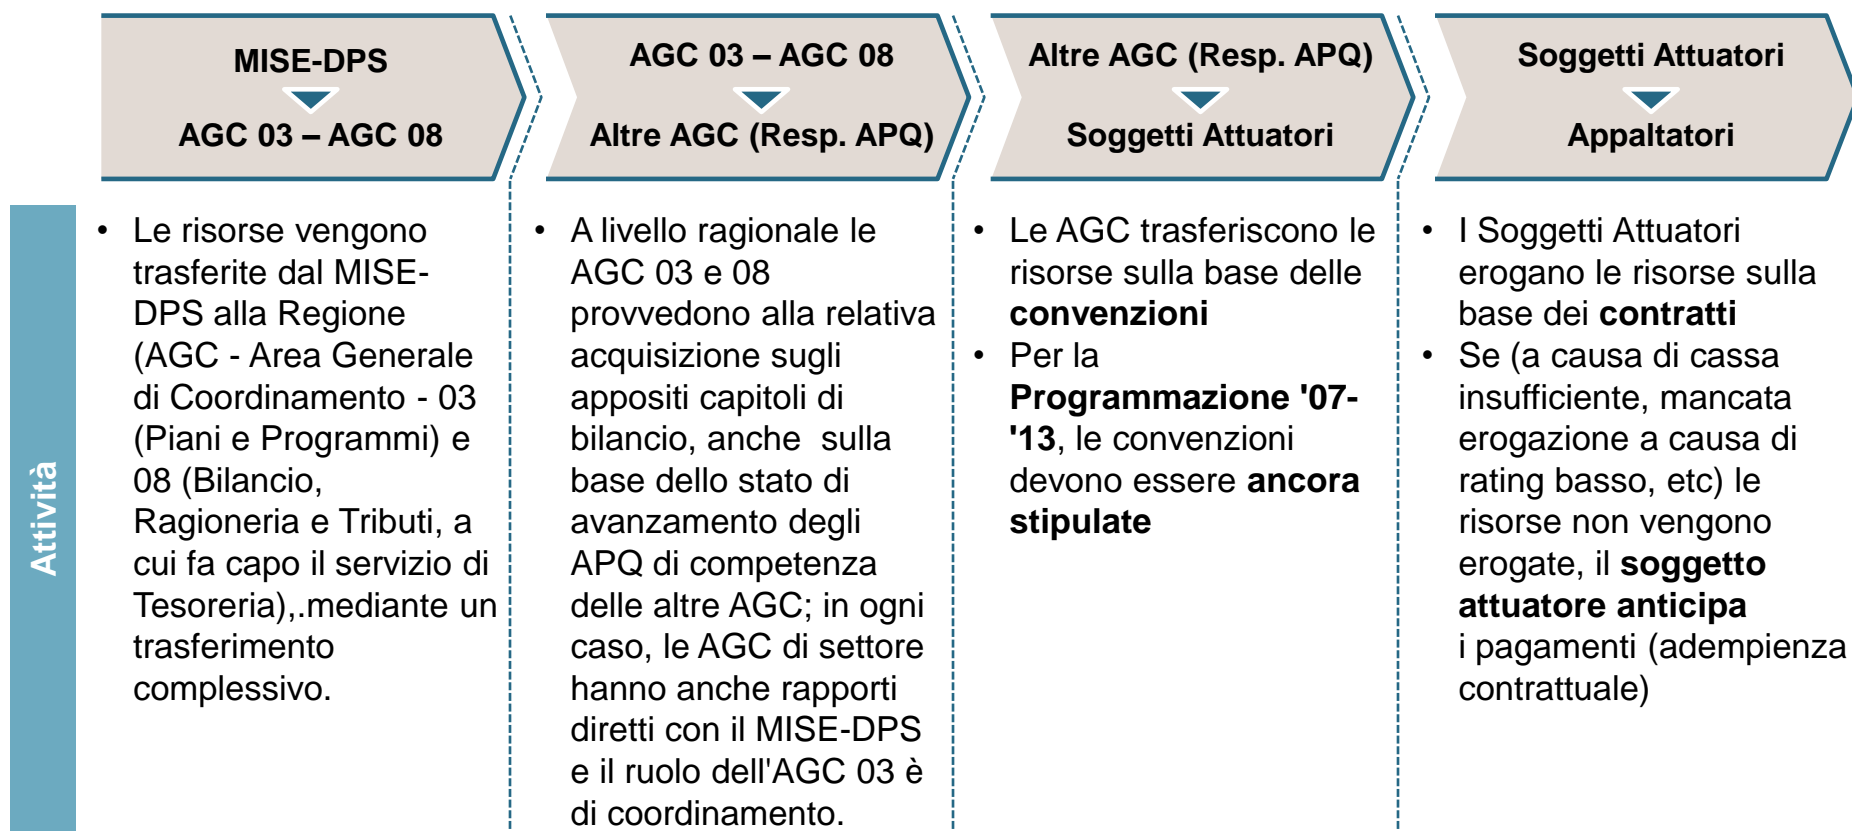 MISE-DPS
AGC 03 – AGC 08
AGC 03 – AGC 08
Altre AGC (Resp. APQ)
Altre AGC (Resp. APQ)
Soggetti Attuatori
Soggetti Attuatori
Appaltatori
Attività
• Le risorse vengono
trasferite dal MISE-
DPS alla Regione
(AGC - Area Generale
di Coordinamento - 03
(Piani e Programmi) e
08 (Bilancio,
Ragioneria e Tributi, a
cui fa capo il servizio di
Tesoreria),.mediante un
trasferimento
complessivo.
• A livello ragionale le
AGC 03 e 08
provvedono alla relativa
acquisizione sugli
appositi capitoli di
bilancio, anche sulla
base dello stato di
avanzamento degli
APQ di competenza
delle altre AGC; in ogni
caso, le AGC di settore
hanno anche rapporti
diretti con il MISE-DPS
e il ruolo dell'AGC 03 è
di coordinamento.
• Le AGC trasferiscono le
risorse sulla base delle
convenzioni
• Per la
Programmazione '07-
'13, le convenzioni
devono essere ancora
stipulate
• I Soggetti Attuatori
erogano le risorse sulla
base dei contratti
• Se (a causa di cassa
insufficiente, mancata
erogazione a causa di
rating basso, etc) le
risorse non vengono
erogate, il soggetto
attuatore anticipa
i pagamenti (adempienza
contrattuale)